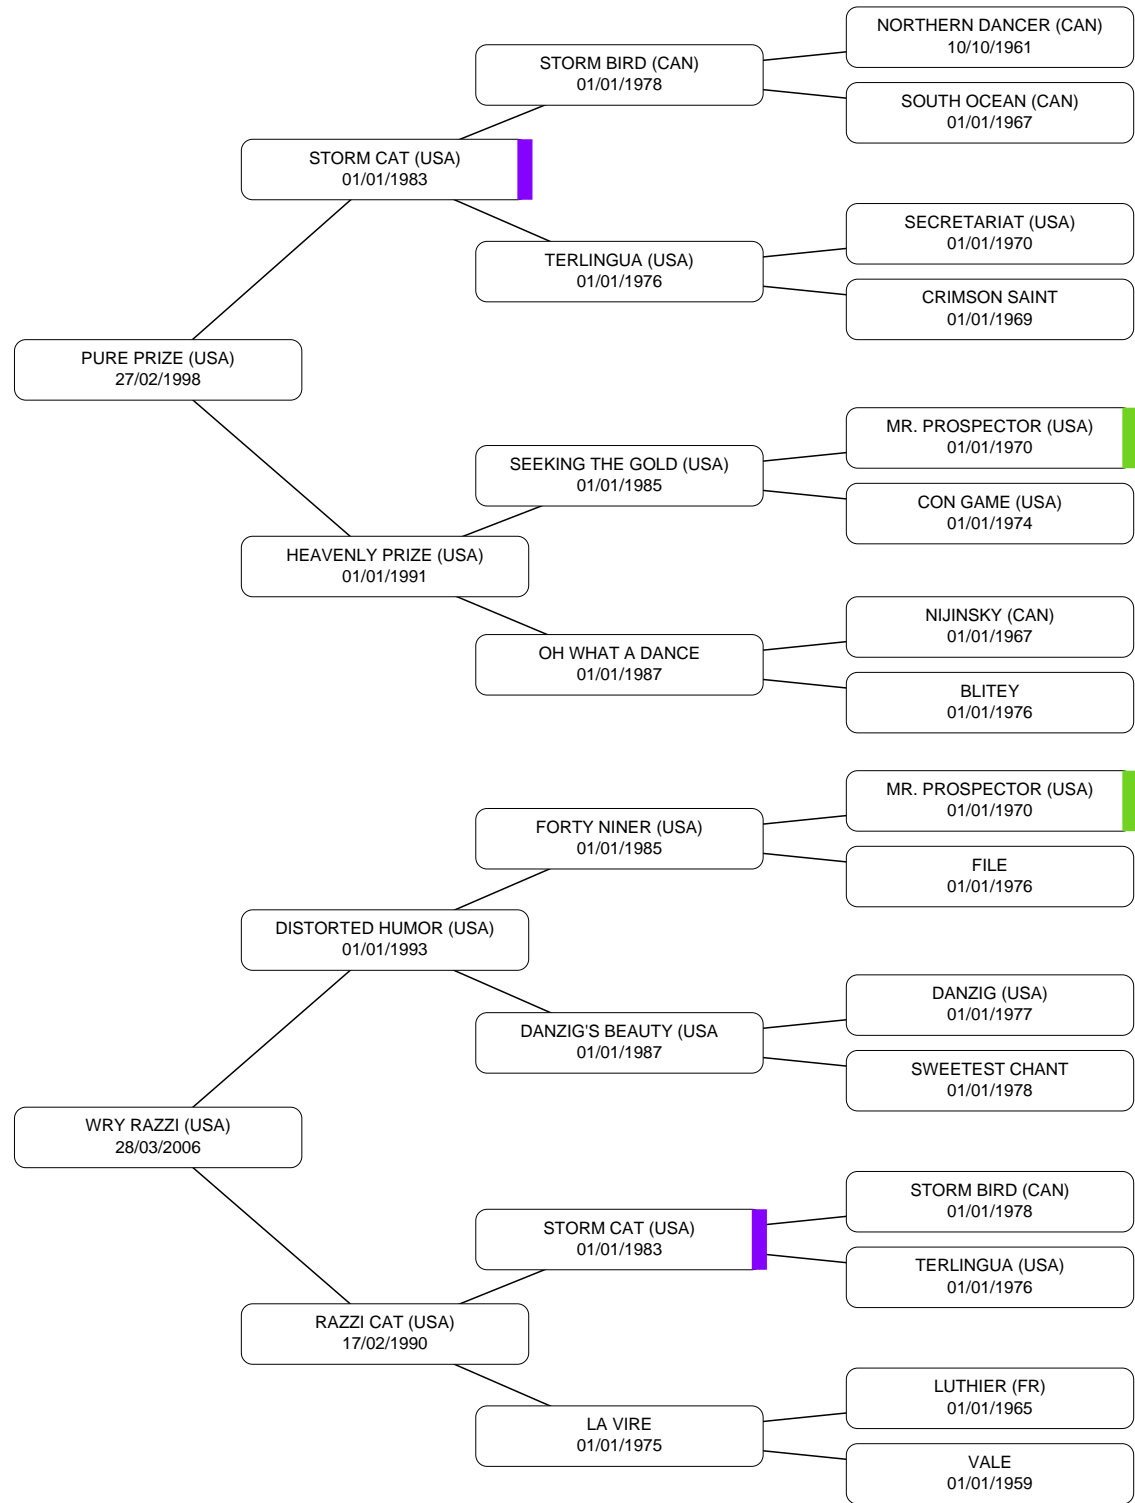 NORTHERN DANCER (CAN)
10/10/1961
STORM BIRD (CAN)
01/01/1978
SOUTH OCEAN (CAN)
01/01/1967
STORM CAT (USA)
01/01/1983
SECRETARIAT (USA)
01/01/1970
TERLINGUA (USA)
01/01/1976
CRIMSON SAINT
01/01/1969
PURE PRIZE (USA)
27/02/1998
MR. PROSPECTOR (USA)
01/01/1970
SEEKING THE GOLD (USA)
01/01/1985
CON GAME (USA)
01/01/1974
HEAVENLY PRIZE (USA)
01/01/1991
NIJINSKY (CAN)
01/01/1967
OH WHAT A DANCE
01/01/1987
BLITEY
01/01/1976
MR. PROSPECTOR (USA)
01/01/1970
FORTY NINER (USA)
01/01/1985
FILE
01/01/1976
DISTORTED HUMOR (USA)
01/01/1993
DANZIG (USA)
01/01/1977
DANZIG'S BEAUTY (USA
01/01/1987
SWEETEST CHANT
01/01/1978
WRY RAZZI (USA)
28/03/2006
STORM BIRD (CAN)
01/01/1978
STORM CAT (USA)
01/01/1983
TERLINGUA (USA)
01/01/1976
RAZZI CAT (USA)
17/02/1990
LUTHIER (FR)
01/01/1965
LA VIRE
01/01/1975
VALE
01/01/1959